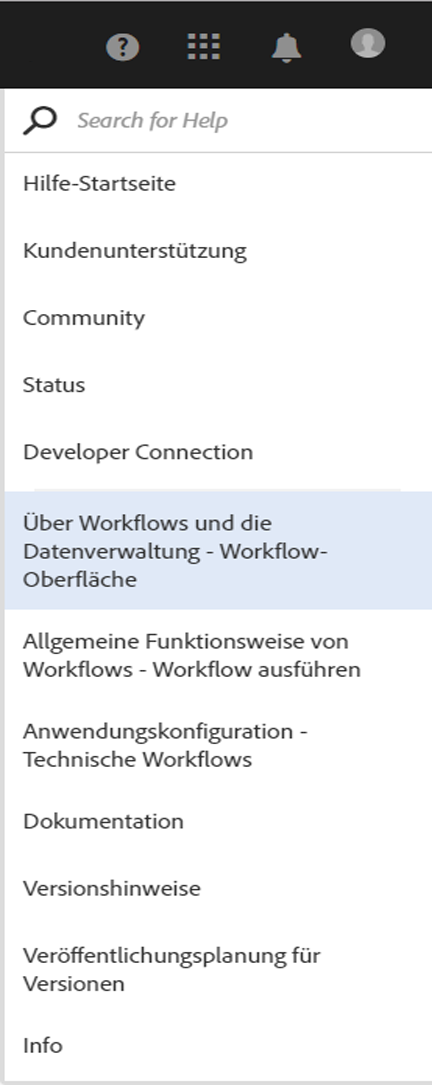 ?
Search for Help
Hilfe-Startseite
Kundenunterstützung
Community
Status
Developer Connection
Über Workflows und die
Datenverwaltung - Workflow-
Oberfläche
Allgemeine Funktionsweise von
Workflows - Workflow ausführen
Anwendungskonfiguration -
Technische Workflows
Dokumentation
Versionshinweise
Veröffentlichungsplanung für
Versionen
Info